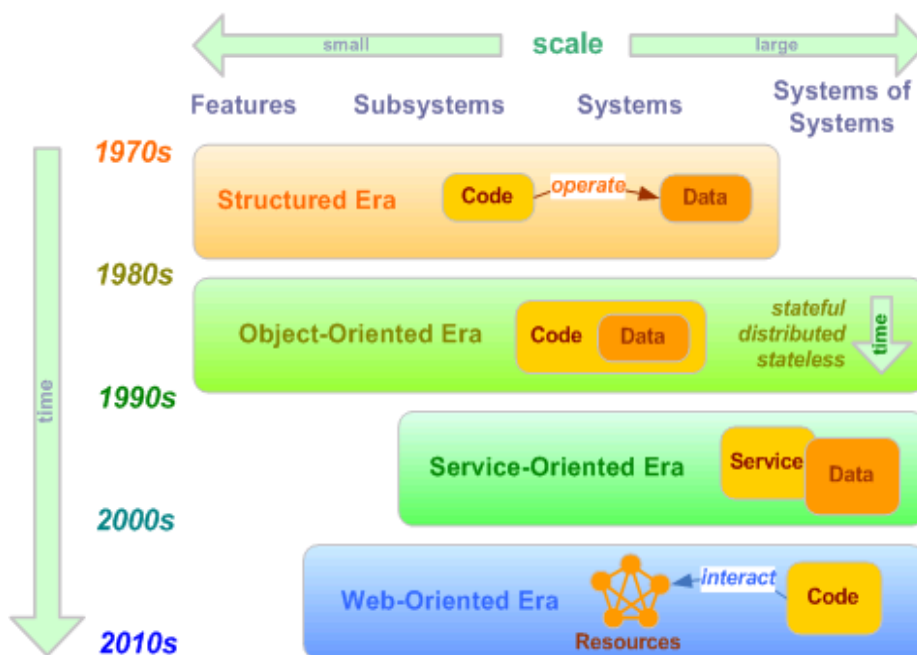 small
scale
large
Features
Subsystems
Systems
Systems of
Systems
time
1970s
Structured Era
Code
operate
Data
1980s
Object-Oriented Era
Code
Data
stateful
distributed
stateless
time
1990s
Service-Oriented Era
Service
Data
2000s
Web-Oriented Era
Resources
interact
Code
2010s